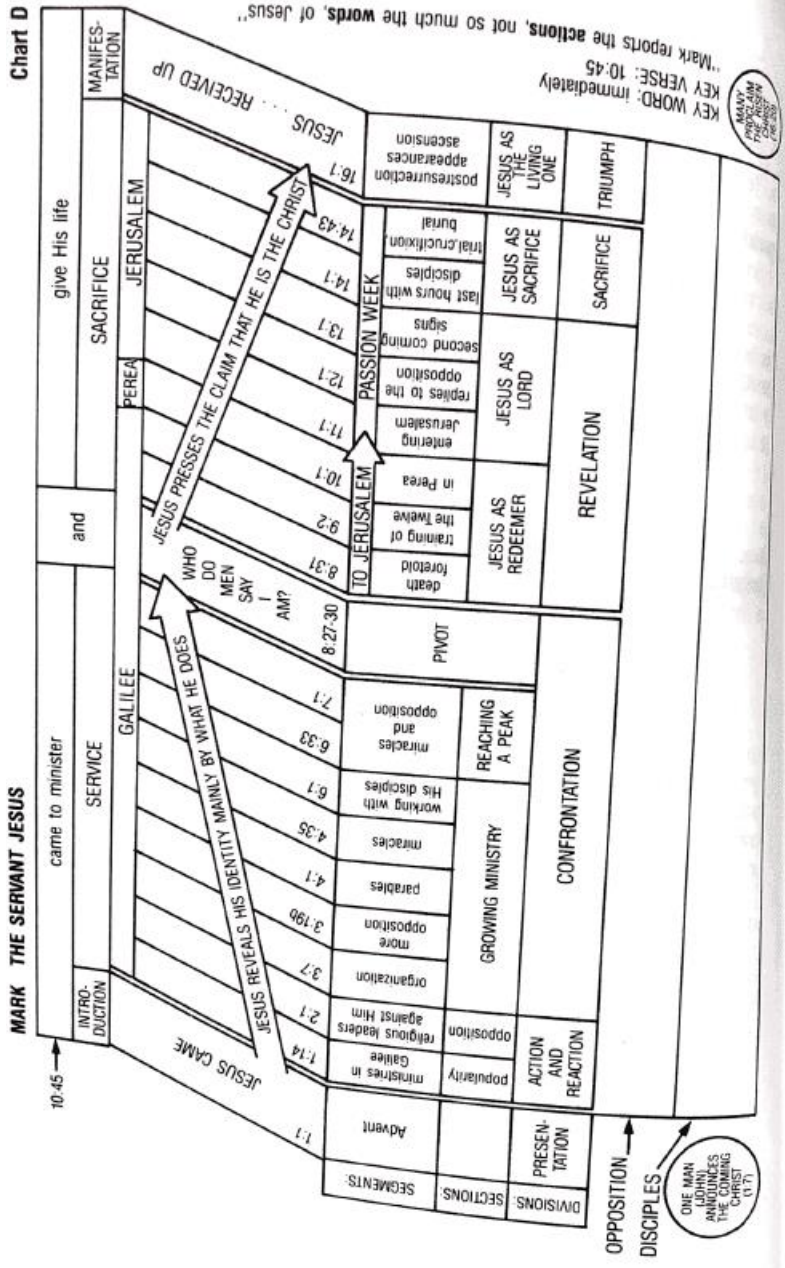 Chart D
MARK THE SERVANT JESUS
10:45
came to minister
and
give His life
INTRO-
DUCTION
SERVICE
SACRIFICE
MANIFES-
TATION
GALILEE
PEREA
JERUSALEM
JESUS CAME
JESUS REVEALS HIS IDENTITY MAINLY BY WHAT HE DOES
WHO
DO
MEN
SAY
I
AM?
JESUS PRESSES THE CLAIM THAT HE IS THE CHRIST
JESUS . . . . RECEIVED UP
1:1
1:14
2:1
3:7
3:19b
4:1
4:35
6:1
6:33
7:1
8:27-30
8:31
9:2
10:1
11:1
12:1
13:1
14:1
14:43
16:1
TO JERUSALEM
PASSION WEEK
SEGMENTS:
Advent
ministries in
Galilee
religious leaders
against Him
organization
more
opposition
parables
miracles
working with
His disciples
miracles
and
opposition
PIVOT
death
foretold
training of
the Twelve
in Perea
entering
Jerusalem
replies to the
opposition
second coming
signs
last hours with
disciples
trial,crucifixion,
burial
postresurrection
appearances
ascension
SECTIONS:
popularity
opposition
GROWING MINISTRY
REACHING
A PEAK
JESUS AS
REDEEMER
JESUS AS
LORD
JESUS AS
SACRIFICE
JESUS AS
THE
LIVING
ONE
DIVISIONS:
PRESEN-
TATION
ACTION
AND
REACTION
CONFRONTATION
REVELATION
SACRIFICE
TRIUMPH
OPPOSITION
DISCIPLES
ONE MAN
(JOHN)
ANNOUNCES
THE COMING
CHRIST
(1:7)
MANY
PROCLAIM
THE RISEN
CHRIST
(16:20)
KEY WORD: immediately
KEY VERSE: 10:45
"Mark reports the actions, not so much the words, of Jesus"